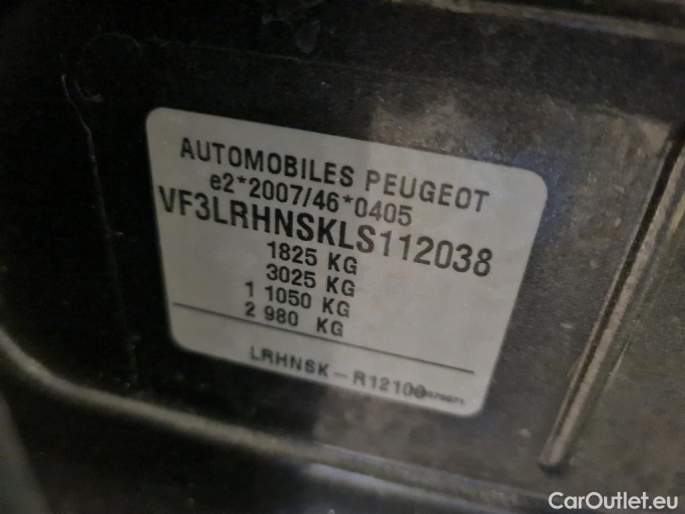 AUTOMOBILES PEUGEOT
e2*2007/46*0405
VF3LRHNSKLS112038
1825 KG
3025 KG
1 1050 KG
2 980 KG
LRHNSK-R12100
CarOutlet.eu